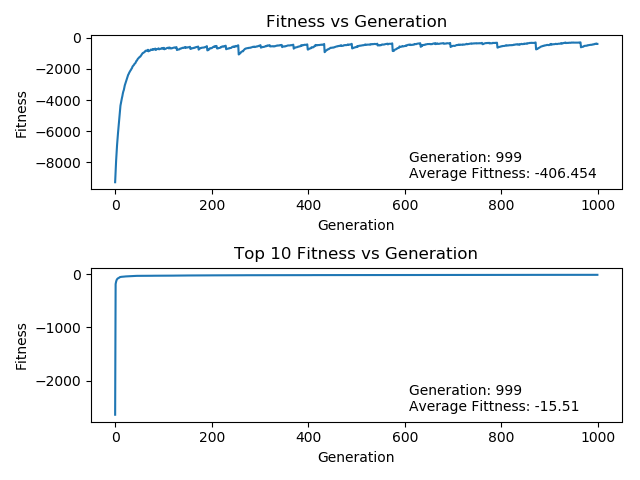 Fitness vs Generation
0
−2000
−4000
−6000
−8000
Fitness
Generation: 999
Average Fittness: -406.454
0 200 400 600 800 1000
Generation
Top 10 Fitness vs Generation
0
−1000
−2000
Fitness
Generation: 999
Average Fittness: -15.51
0 200 400 600 800 1000
Generation